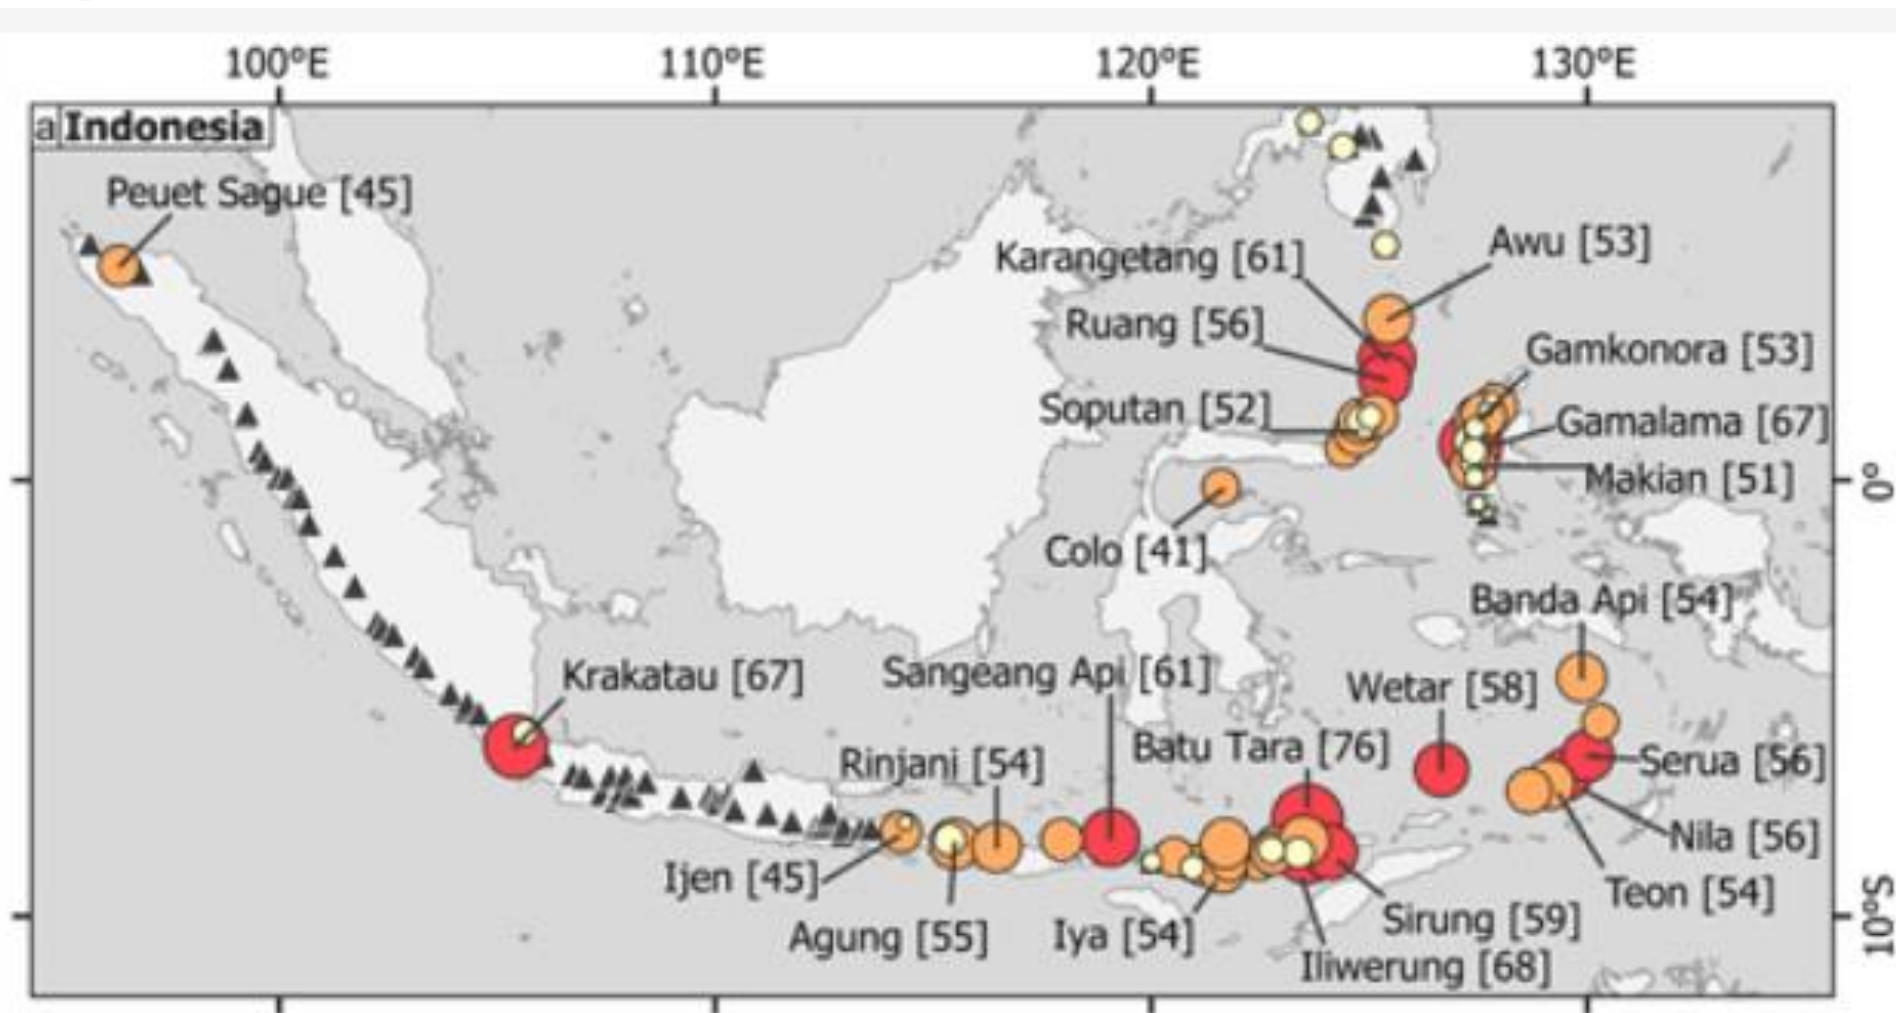 100°E 110°E 120°E 130°E
a Indonesia
Peuet Sague [45]
Awu [53]
Karangetang [61]
Ruang [56]
Gamkonora [53]
Soputan [52]
Gamalama [67]
Makian [51]
0°
Colo [41]
Banda Api [54]
Krakatau [67]
Sangeang Api [61]
Wetar [58]
Batu Tara [76]
Rinjani [54]
Serua [56]
Nila [56]
Ijen [45]
Teon [54]
10°S
Sirung [59]
Agung [55]
Iya [54]
Iliwerung [68]